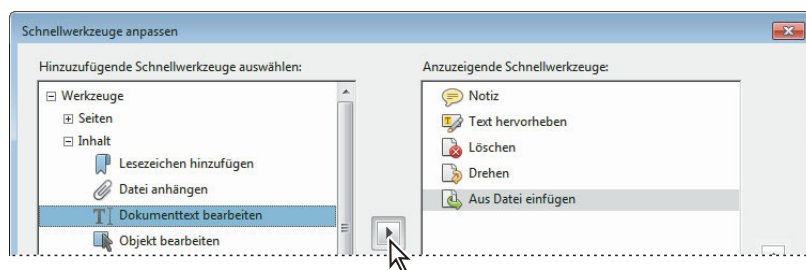 Schnellwerkzeuge anpassen
Hinzuzufügende Schnellwerkzeuge auswählen:
Werkzeuge
Seiten
Inhalt
Lesezeichen hinzufügen
Datei anhängen
Dokumenttext bearbeiten
Objekt bearbeiten
Anzuzeigende Schnellwerkzeuge:
Notiz
Text hervorheben
Löschen
Drehen
Aus Datei einfügen